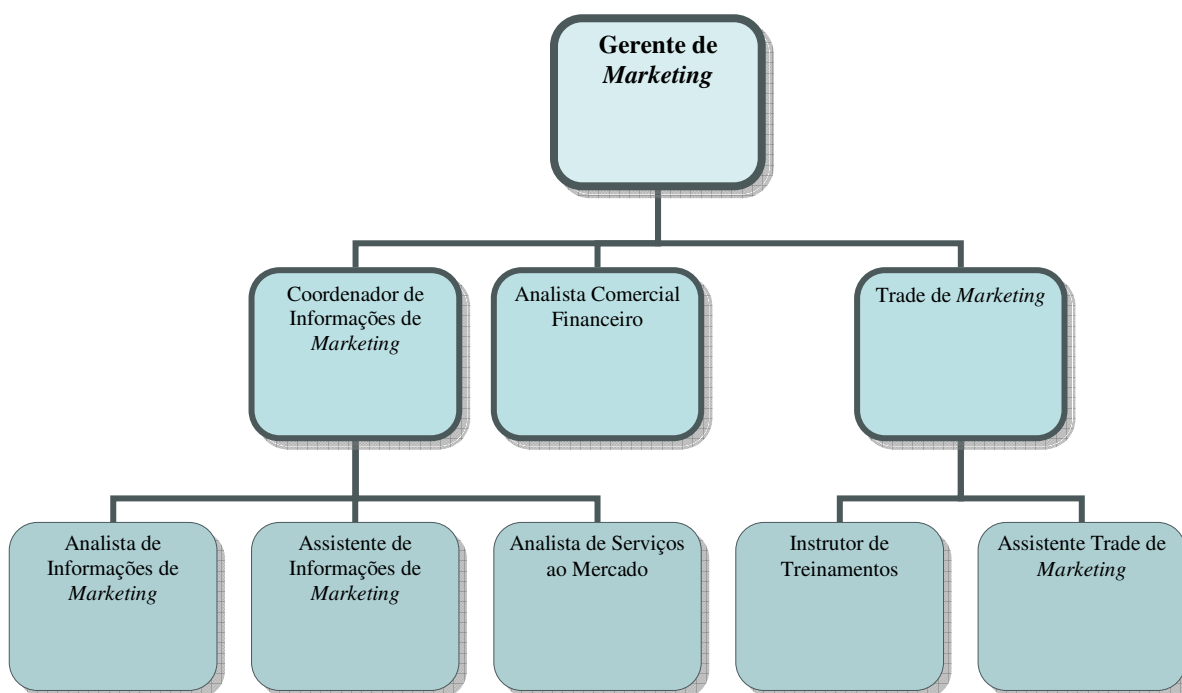 Gerente de
Marketing
Coordenador de
Informações de
Marketing
Analista Comercial
Financeiro
Trade de Marketing
Analista de
Informações de
Marketing
Assistente de
Informações de
Marketing
Analista de Serviços
ao Mercado
Instrutor de
Treinamentos
Assistente Trade de
Marketing